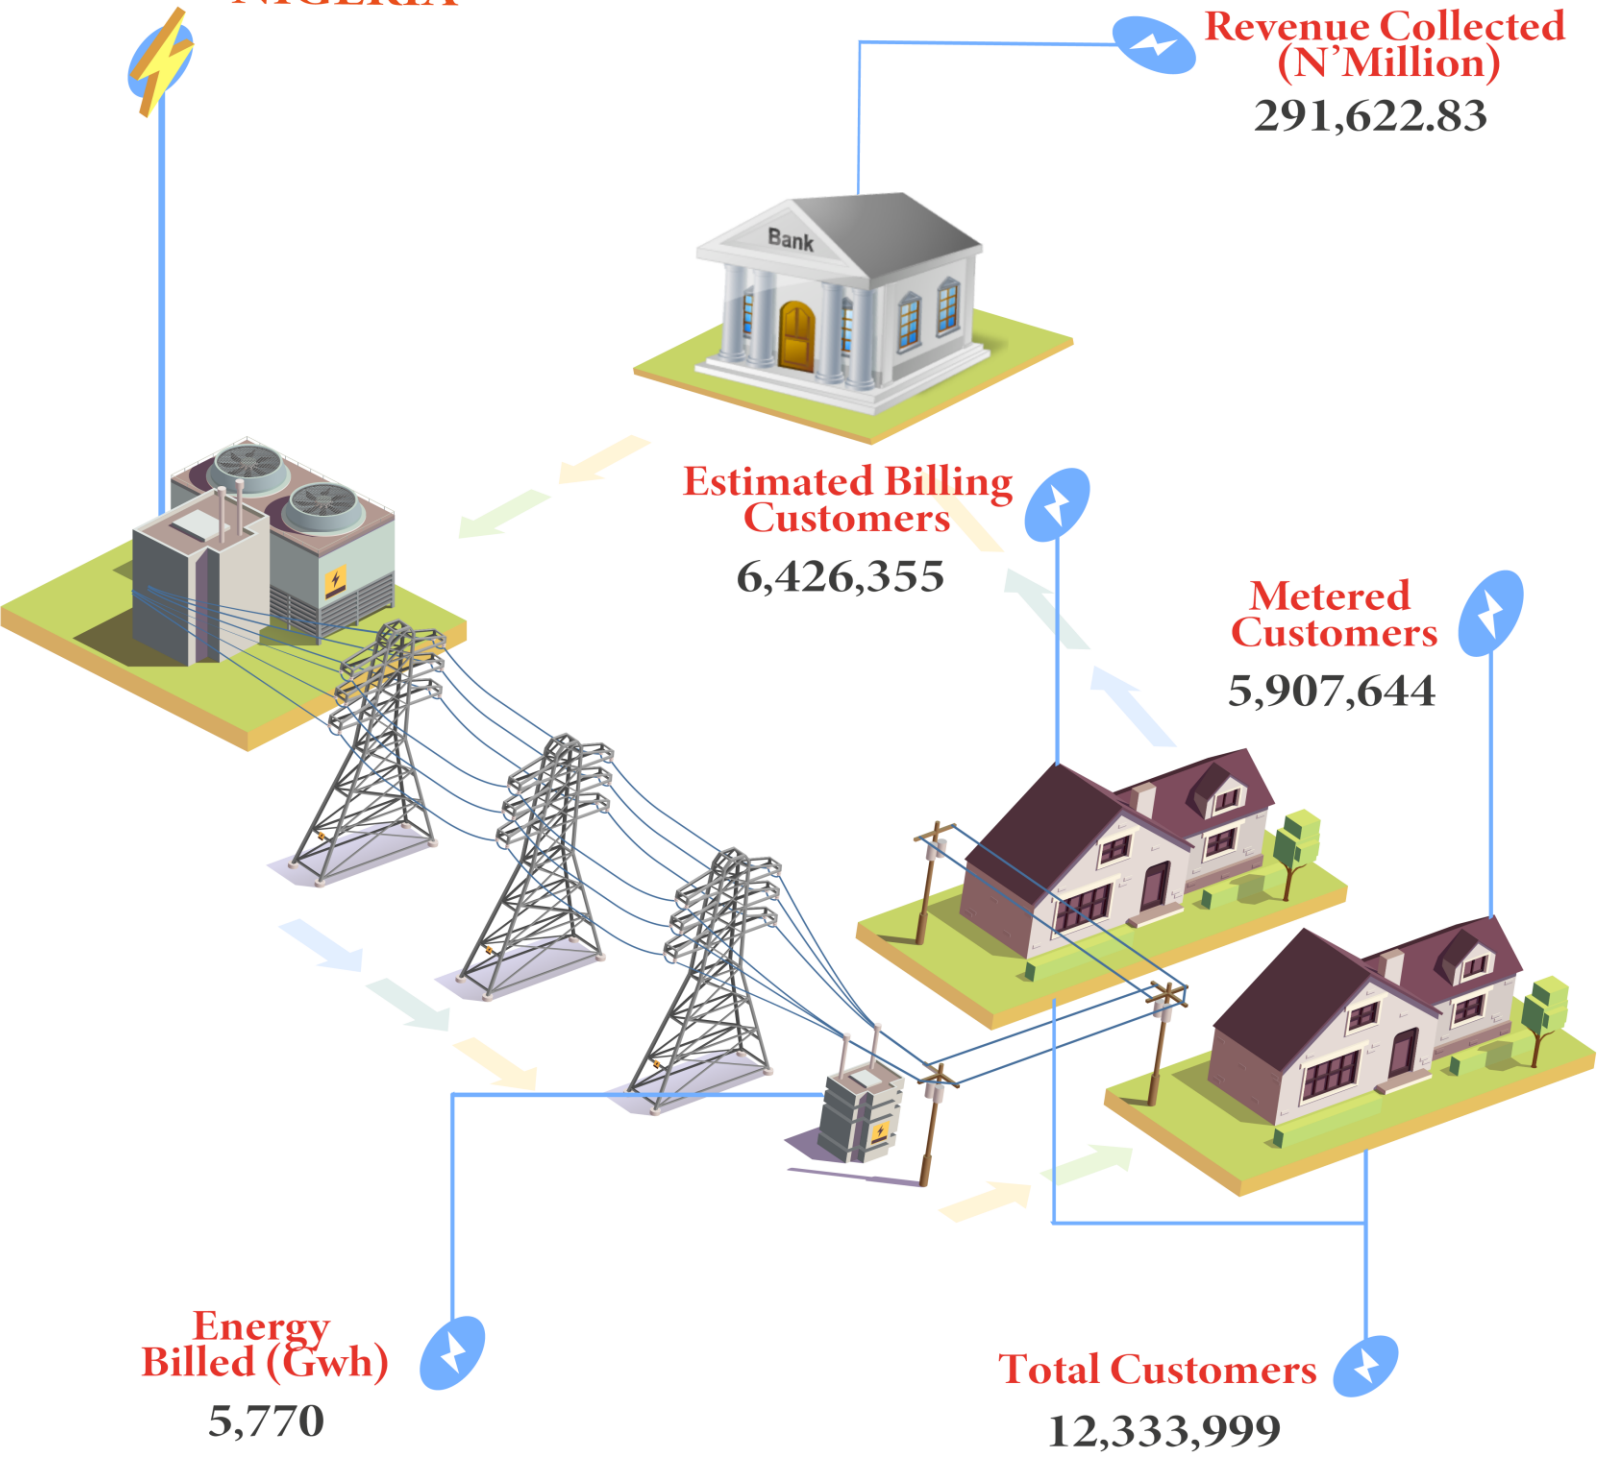 NIGERIA
Revenue Collected
(N'Million)
291,622.83
Bank
Estimated Billing
Customers
6,426,355
Metered
Customers
5,907,644
Energy
Billed (Gwh)
5,770
Total Customers
12,333,999